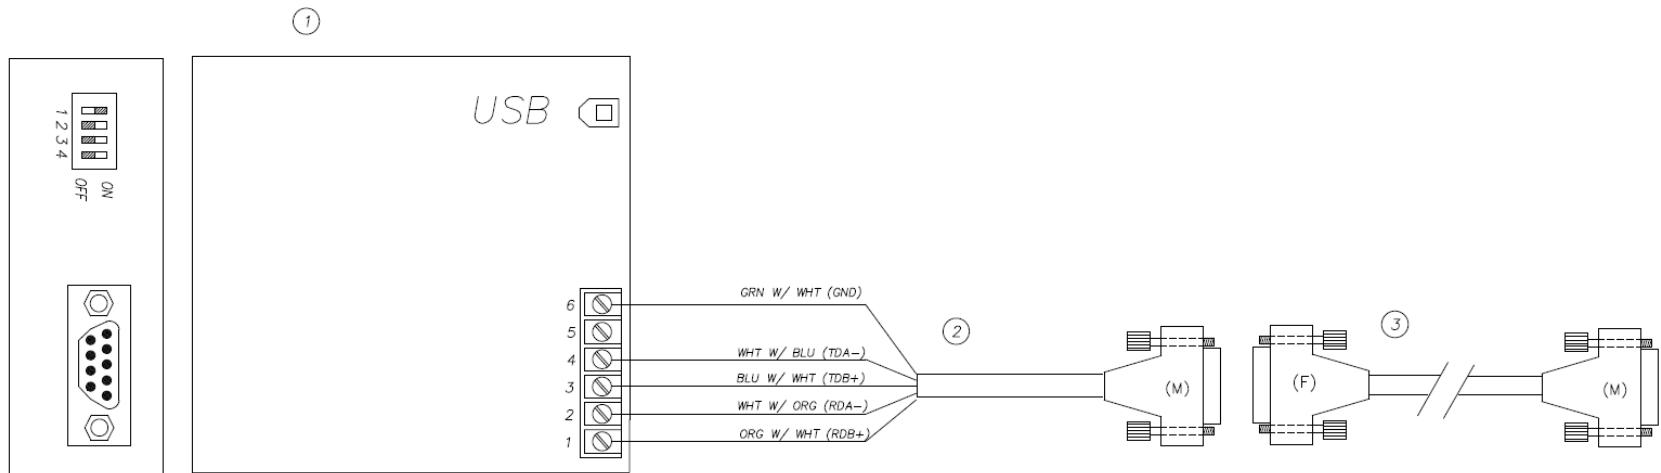 1
USB
1 2 3 4
OFF
ON
6
5
4
3
2
1
GRN W/ WHT (GND)
WHT W/ BLU (TDA-)
BLU W/ WHT (TDB+)
WHT W/ ORG (RDA-)
ORG W/ WHT (RDB+)
2
(M)
3
(F)
(M)